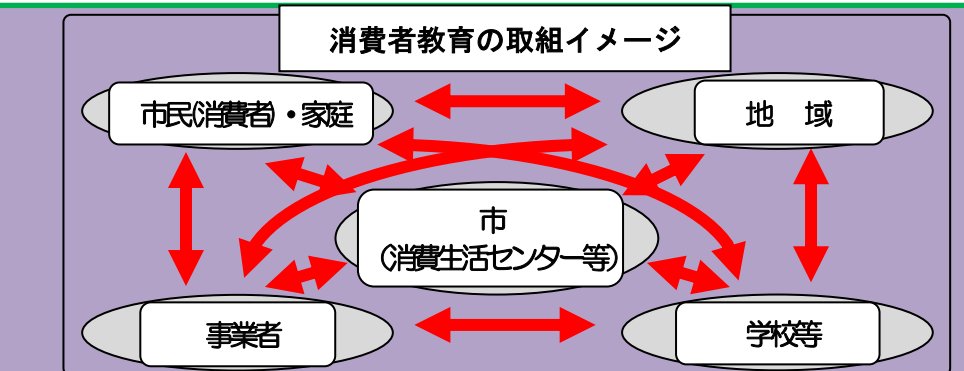 消費者教育の取組イメージ
市民(消費者)・家庭
地　域
市
(消費生活センター等)
事業者
学校等